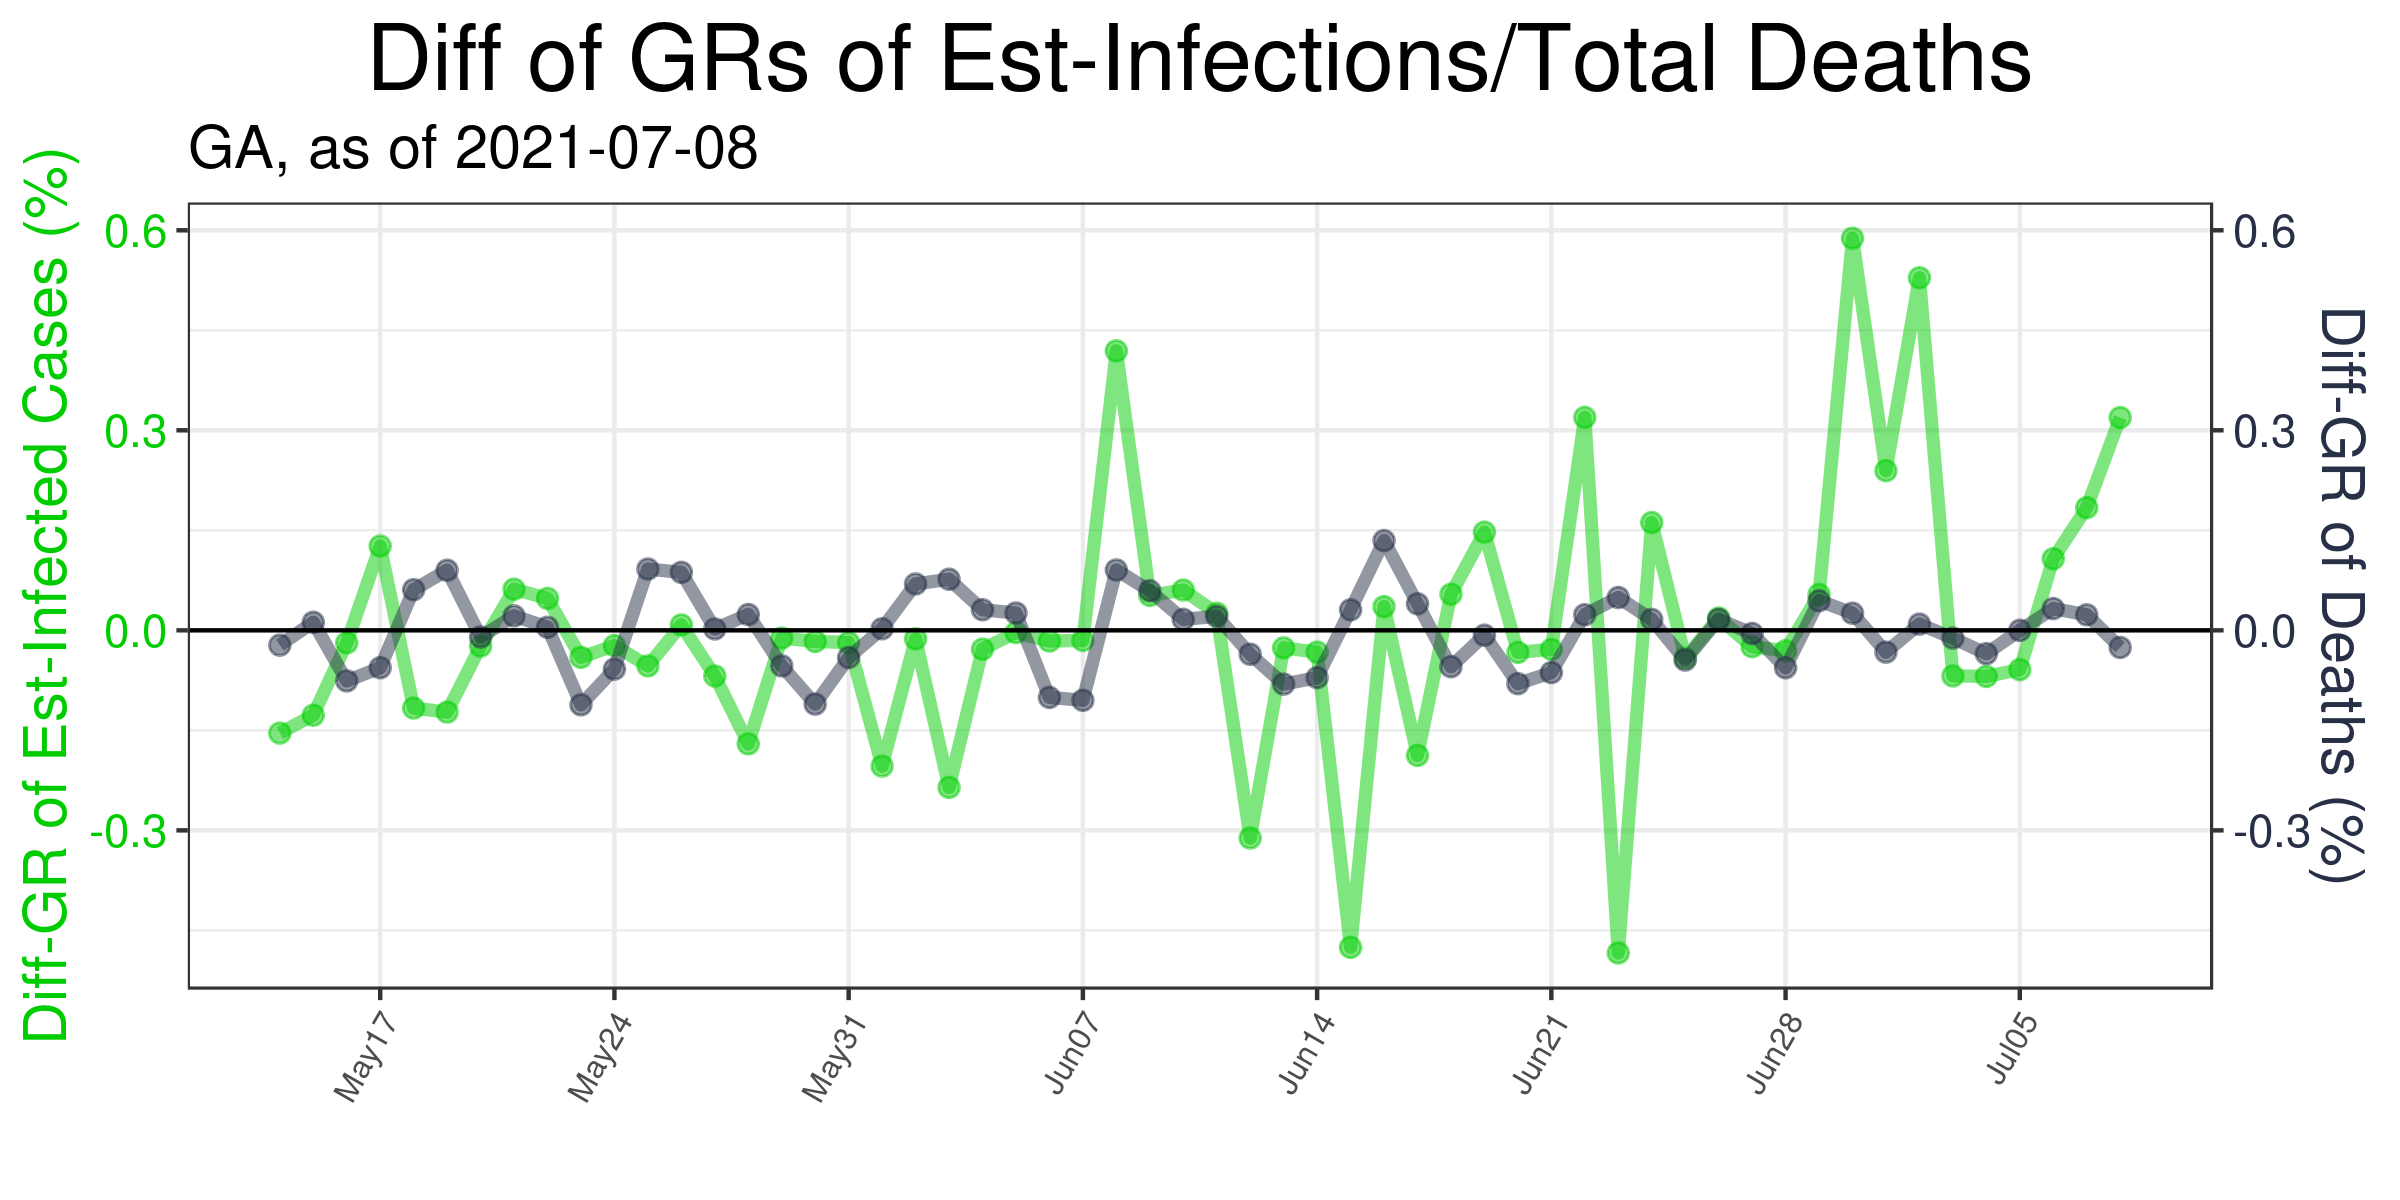 Diff of GRs of Est-Infections/Total Deaths
GA, as of 2021-07-08
Diff-GR of Est-Infected Cases (%)
0.6
0.3
0.0
-0.3
0.6
0.3
0.0
-0.3
Diff-GR of Deaths (%)
May17
May24
May31
Jun07
Jun14
Jun21
Jun28
Jul05